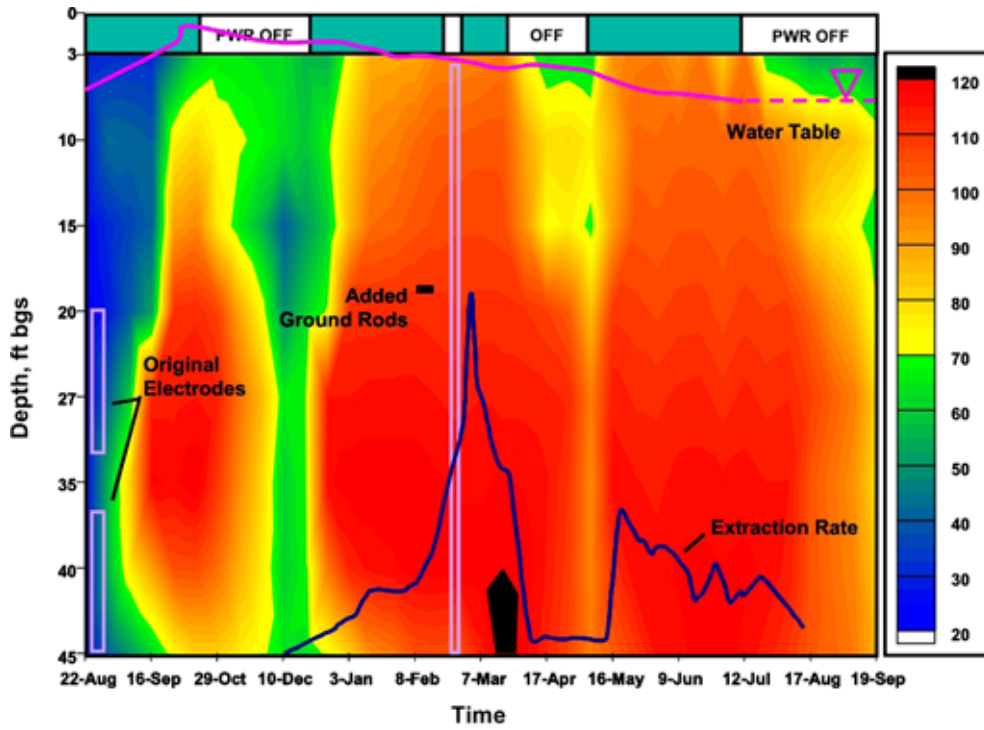 0
3
10
15
20
27
35
40
45
Depth, ft bgs
PWR OFF
OFF
PWR OFF
Water Table
Added
Ground Rods
Original
Electrodes
Extraction Rate
22-Aug 16-Sep 29-Oct 10-Dec 3-Jan 8-Feb 7-Mar 17-Apr 16-May 9-Jun 12-Jul 17-Aug 19-Sep
Time
120
110
100
90
80
70
60
50
40
30
20